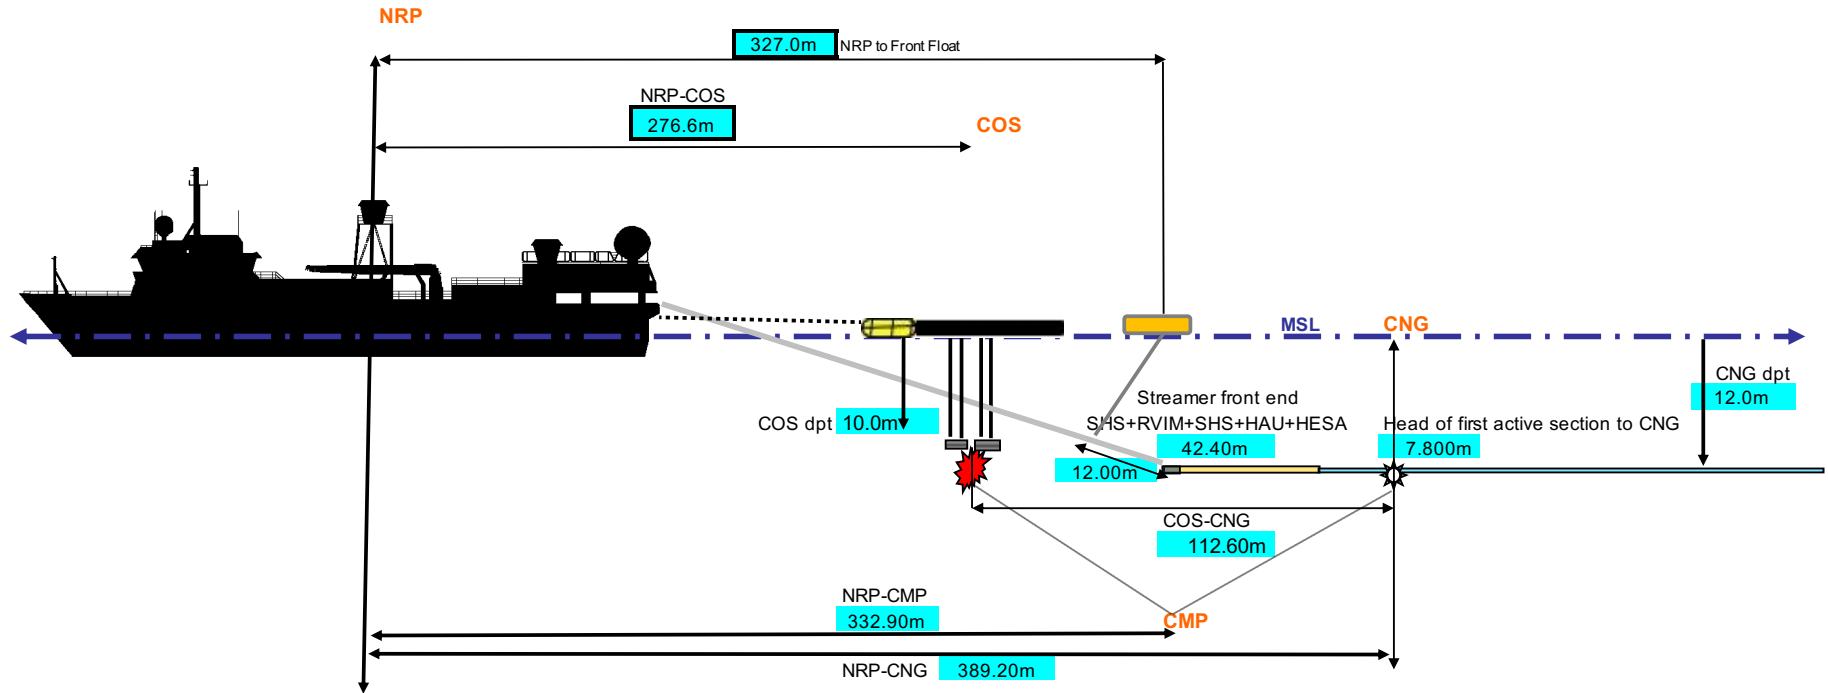 NRP
327.0m NRP to Front Float
NRP-COS
276.6m
COS
MSL
CNG
CNG dpt
12.0m
COS dpt 10.0m
Streamer front end
SHS+RVIM+SHS+HAU+HESA
42.40m
Head of first active section to CNG
7.800m
12.00m
COS-CNG
112.60m
NRP-CMP
332.90m
CMP
NRP-CNG 389.20m